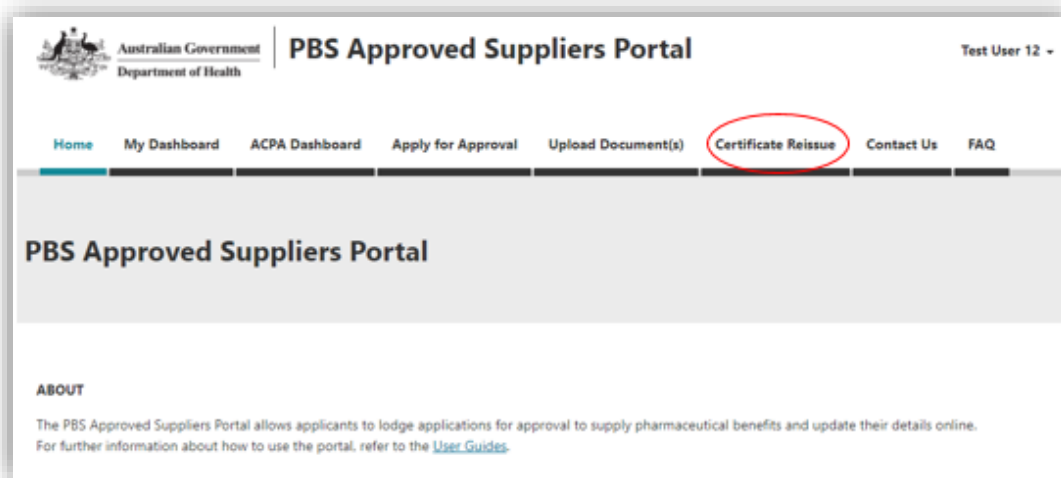 Australian Government
Department of Health
PBS Approved Suppliers Portal
Test User 12
Home My Dashboard ACPA Dashboard Apply for Approval Upload Document(s) Certificate Reissue Contact Us FAQ
PBS Approved Suppliers Portal
ABOUT
The PBS Approved Suppliers Portal allows applicants to lodge applications for approval to supply pharmaceutical benefits and update their details online.
For further information about how to use the portal, refer to the User Guides.